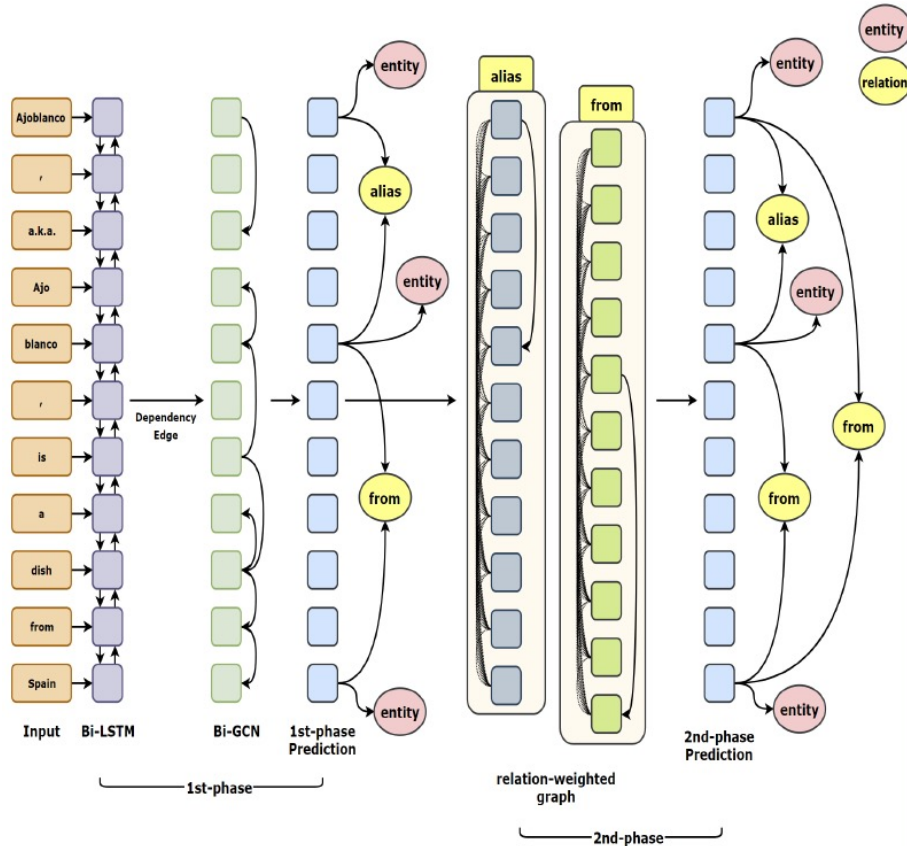 entity
relation
entity
alias
from
entity
Ajoblanco
,
a.k.a.
Ajo
blanco
,
is
a
dish
from
Spain
Dependency
Edge
alias
entity
from
entity
alias
entity
from
from
entity
Input
Bi-LSTM
Bi-GCN
1st-phase
Prediction
relation-weighted
graph
2nd-phase
Prediction
1st-phase
2nd-phase